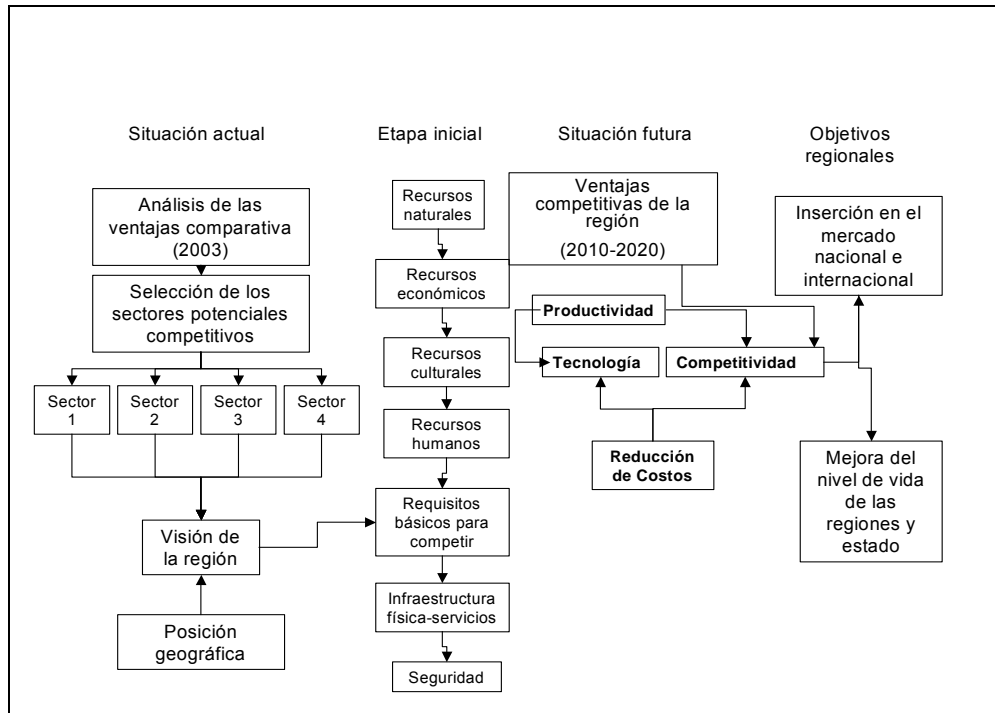 Situación actual
Análisis de las
ventajas comparativa
(2003)
Selección de los
sectores potenciales
competitivos
Sector
1
Sector
2
Sector
3
Sector
4
Visión de
la región
Posición
geográfica
Etapa inicial
Recursos
naturales
Recursos
económicos
Recursos
culturales
Recursos
humanos
Requisitos
básicos para
competir
Infraestructura
física-servicios
Seguridad
Situación futura
Ventajas
competitivas de la
región
(2010-2020)
Productividad
Tecnología
Competitividad
Reducción
de Costos
Objetivos
regionales
Inserción en el
mercado
nacional e
internacional
Mejora del
nivel de vida
de las
regiones y
estado